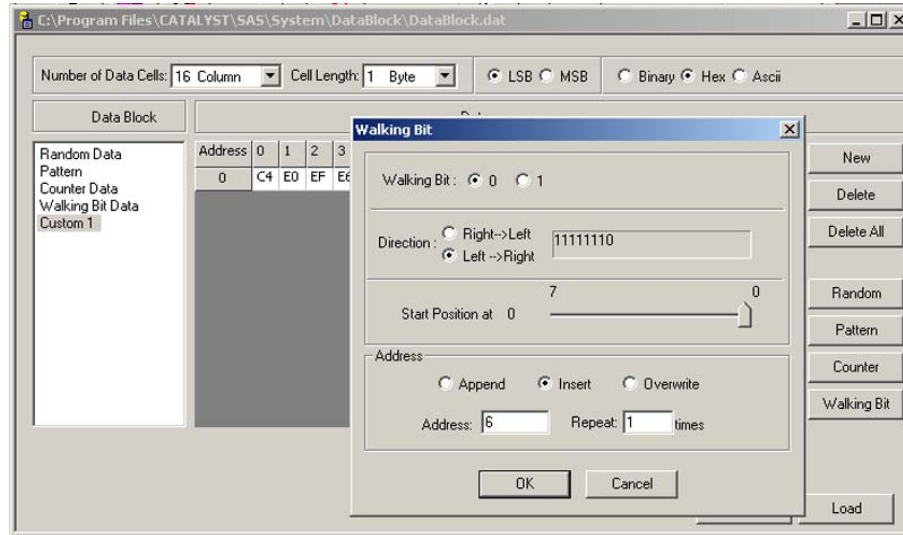 C:\Program Files\CATALYST\SAS\System\DataBlock\DataBlock.dat
Number of Data Cells: 16 Column Cell Length: 1 Byte LSB MSB Binary Hex Ascii
Data Block
Random Data
Pattern
Counter Data
Walking Bit Data
Custom 1
Address 0 1 2 3
0 C4 E0 EF E6
Walking Bit
Walking Bit : 0 1
Direction : Right-->Left
Left -->Right
11111110
7 0
Start Position at 0
Address
Append Insert Overwrite
Address: 6 Repeat: 1 times
OK Cancel
New
Delete
Delete All
Random
Pattern
Counter
Walking Bit
Load